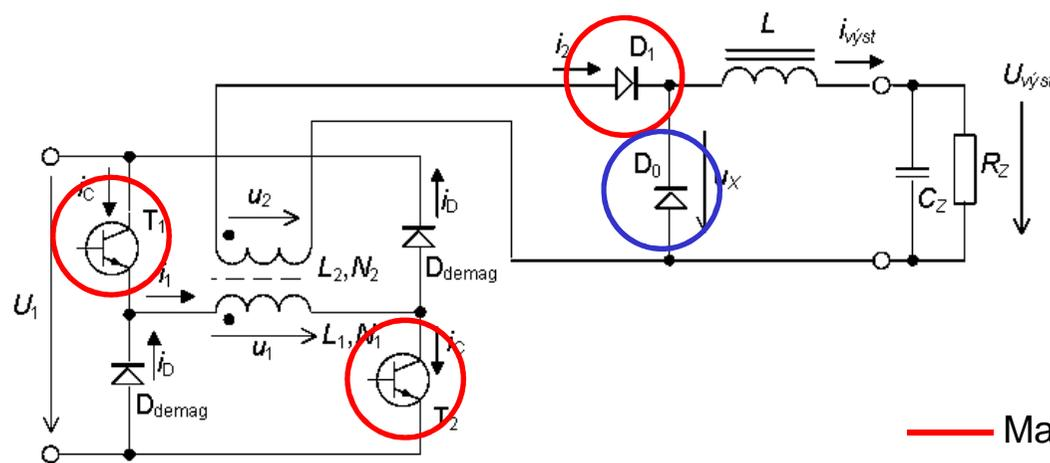 i2
D1
L
ivýst
Uvýst
D0
uX
CZ
RZ
iC
T1
u2
iD
Ddemag
U1
i1
L2,N2
u1
L1,N1
iC
iD
Ddemag
T2
Ma